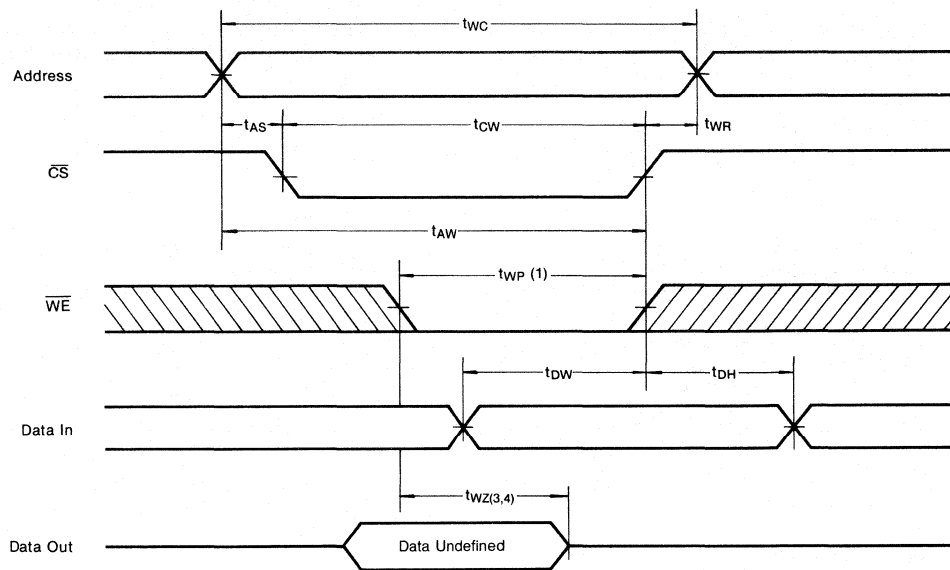 tWC
Address
tAS
tCW
tWR
CS
tAW
tWP (1)
WE
tDW
tDH
Data In
tWZ(3,4)
Data Out
Data Undefined